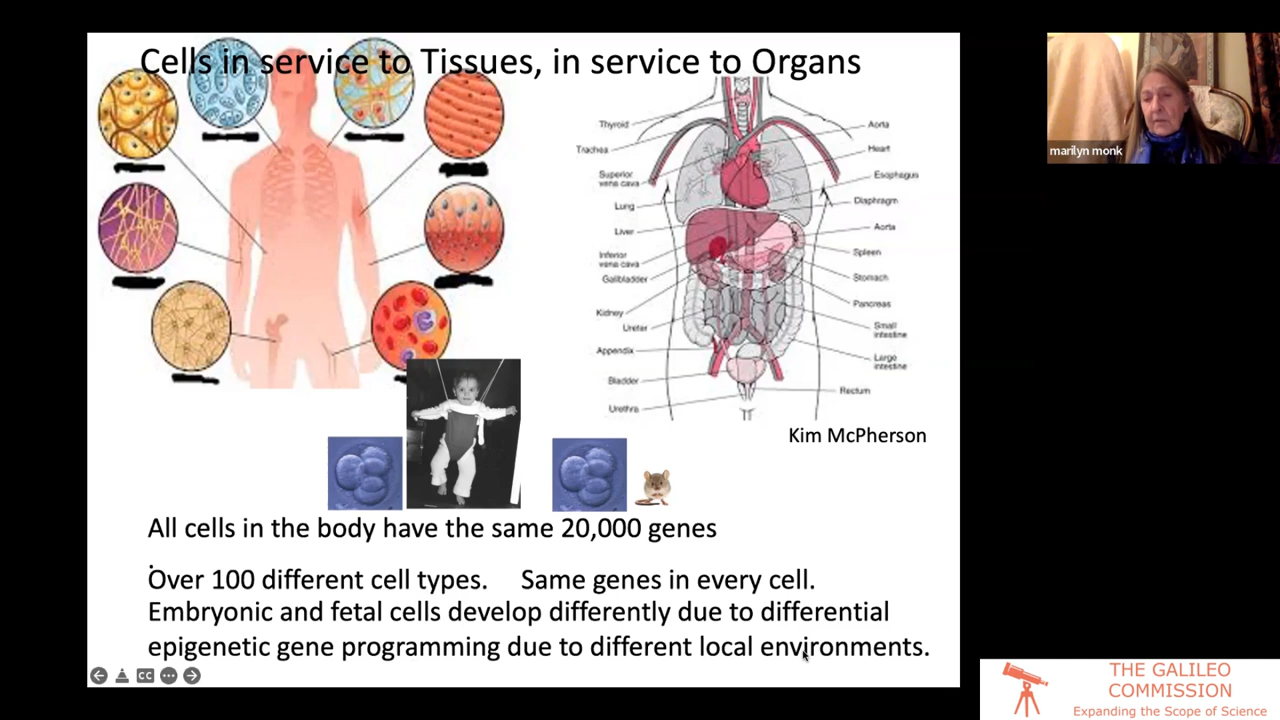 Cells in service to Tissues, in service to Organs
Thyroid
Trachea
Superior
vena cava
Lung
Liver
Inferior
vena cava
Gallbladder
Kidney
Ureter
Appendix
Bladder
Urethra
Aorta
Heart
Esophagus
Diaphragm
Aorta
Spleen
Stomach
Pancreas
Small
intestine
Large
intestine
Rectum
Kim McPherson
All cells in the body have the same 20,000 genes
.
Over 100 different cell types. Same genes in every cell.
Embryonic and fetal cells develop differently due to differential
epigenetic gene programming due to different local environments.
CC
marilyn monk
THE GALILEO
COMMISSION
Expanding the Scope of Science